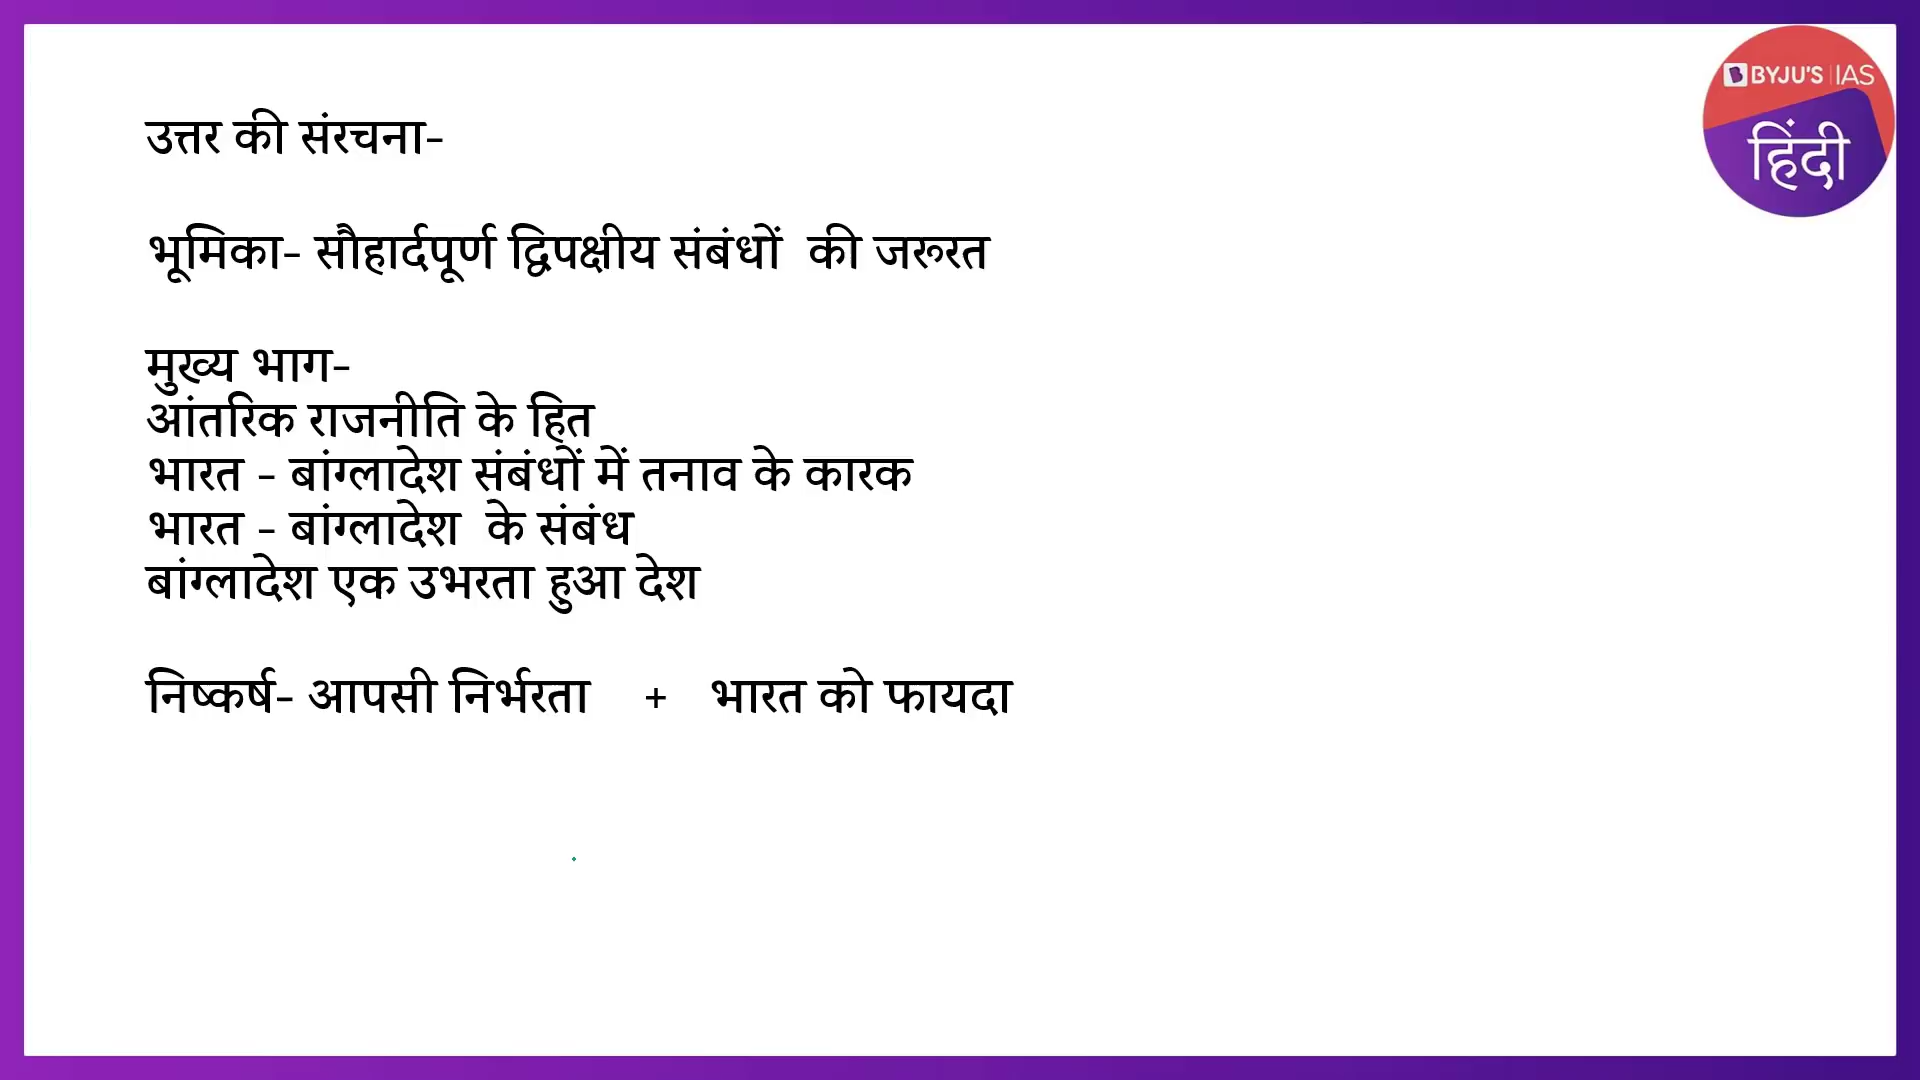 BYJU'S IAS
हिंदी
उत्तर की संरचना-
भूमिका- सौहार्दपूर्ण द्विपक्षीय संबंधों की जरूरत
मुख्य भाग-
आंतरिक राजनीति के हित
भारत - बांग्लादेश संबंधों में तनाव के कारक
भारत - बांग्लादेश के संबंध
बांग्लादेश एक उभरता हुआ देश
निष्कर्ष- आपसी निर्भरता + भारत को फायदा